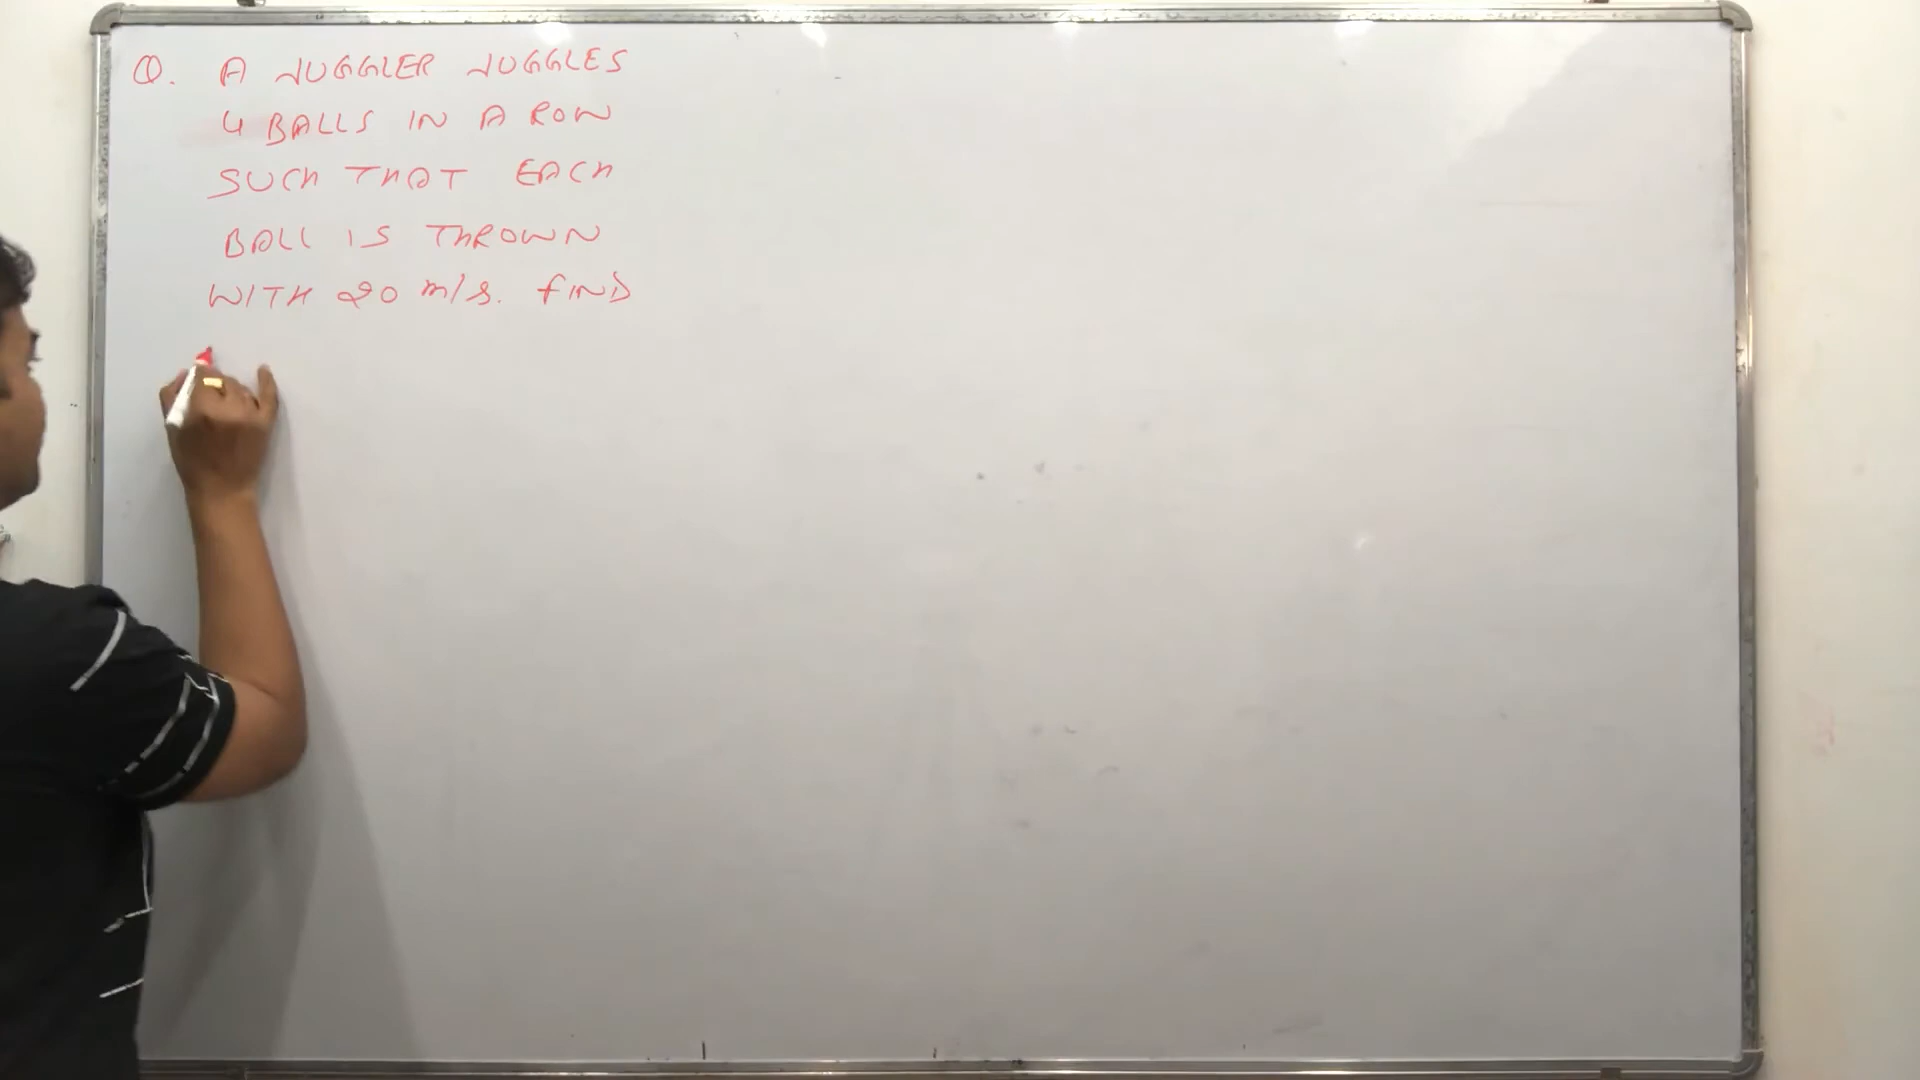 Q. A JUGGLER JUGGLES
4 BALLS IN A ROW
SUCH THAT EACH
BALL IS THROWN
WITH 20 m/s. FIND